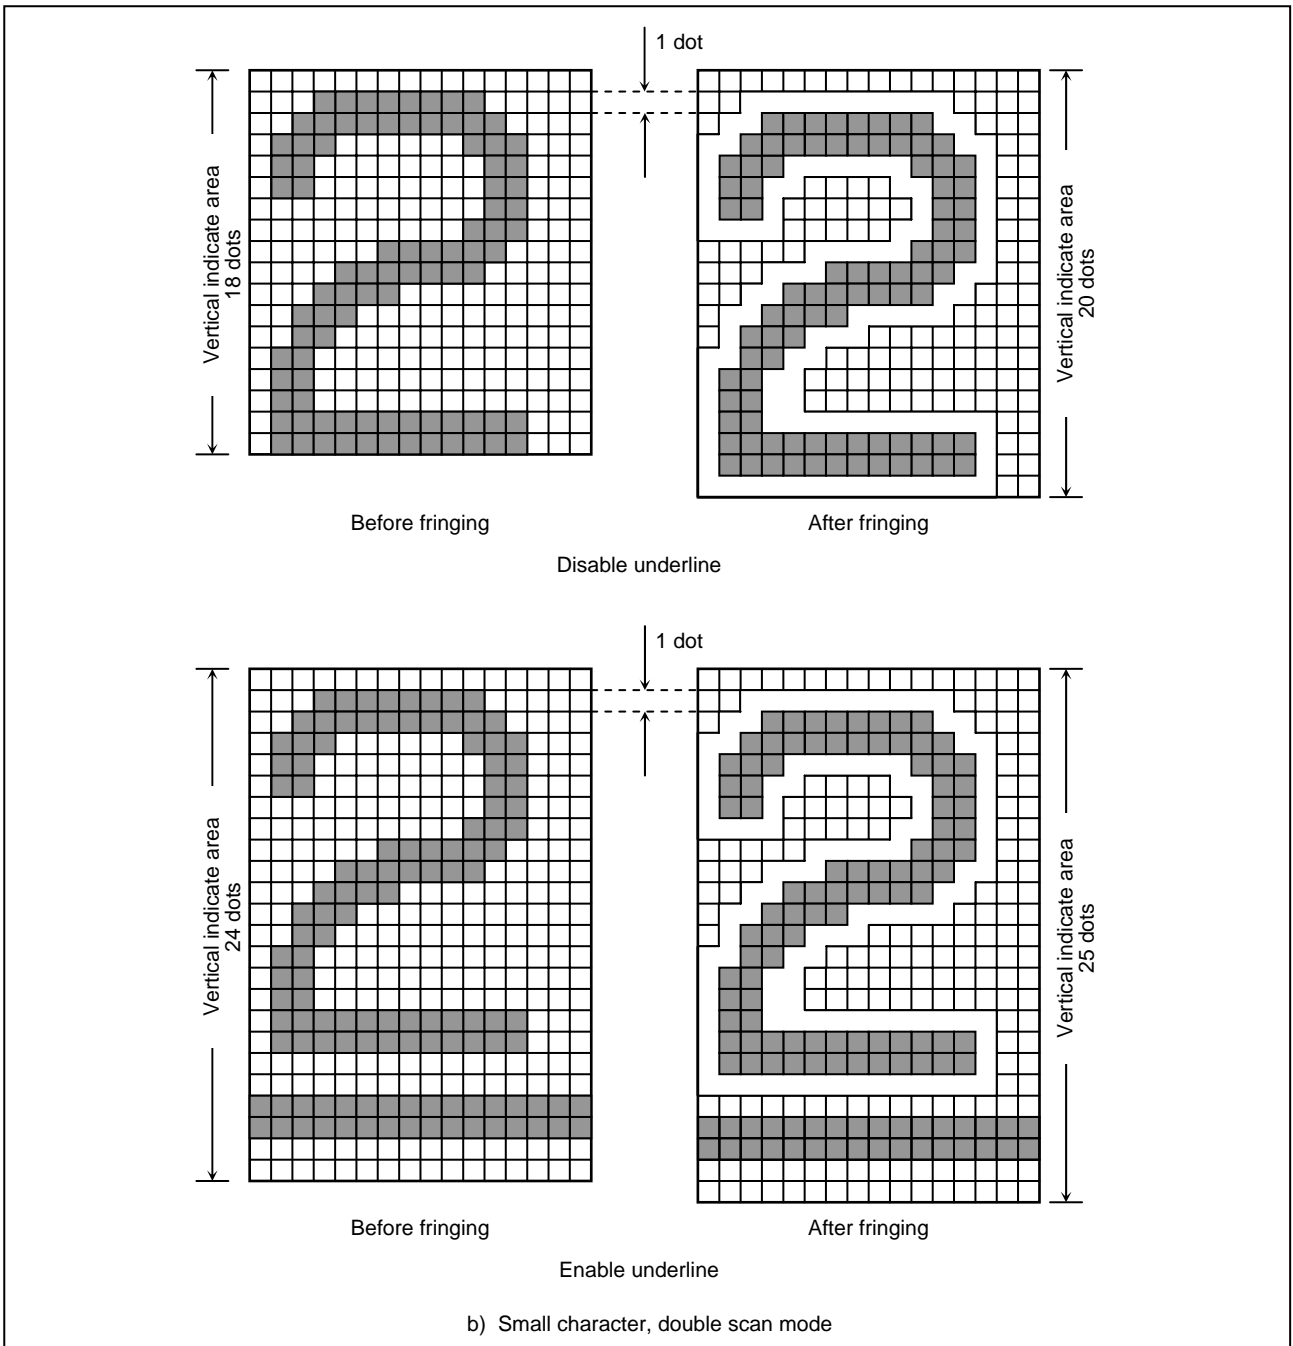 1 dot
Vertical indicate area
18 dots
Vertical indicate area
20 dots
Before fringing
After fringing
Disable underline
1 dot
Vertical indicate area
24 dots
Vertical indicate area
25 dots
Before fringing
After fringing
Enable underline
b) Small character, double scan mode